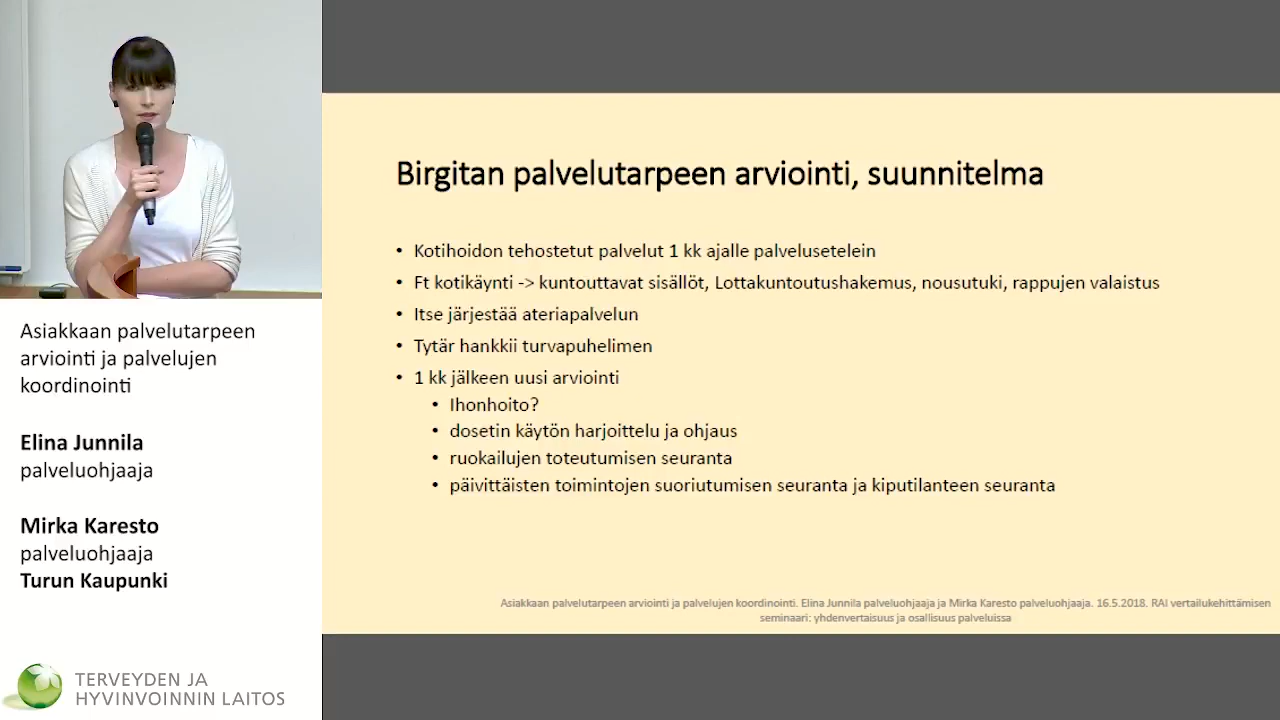 Birgitan palvelutarpeen arviointi, suunnitelma
• Kotihoidon tehostetut palvelut 1 kk ajalle palvelusetelein
• Ft kotikäynti -> kuntouttavat sisällöt, Lottakuntoutushakemus, nousutuki, rappujen valaistus
• Itse järjestää ateriapalvelun
• Tytär hankkii turvapuhelimen
• 1 kk jälkeen uusi arviointi
• Ihonhoito?
• dosetin käytön harjoittelu ja ohjaus
• ruokailujen toteutumisen seuranta
• päivittäisten toimintojen suoriutumisen seuranta ja kiputilanteen seuranta
Asiakkaan palvelutarpeen arviointi ja palvelujen koordinointi. Elina Junnila palveluohjaaja ja Mirka Karesto palveluohjaaja. 16.5.2018. RAI vertailukehittämisen
seminaari: yhdenvertaisuus ja osallisuus palveluissa
Asiakkaan palvelutarpeen
arviointi ja palvelujen
koordinointi
Elina Junnila
palveluohjaaja
Mirka Karesto
palveluohjaaja
Turun Kaupunki
TERVEYDEN JA
HYVINVOINNIN LAITOS